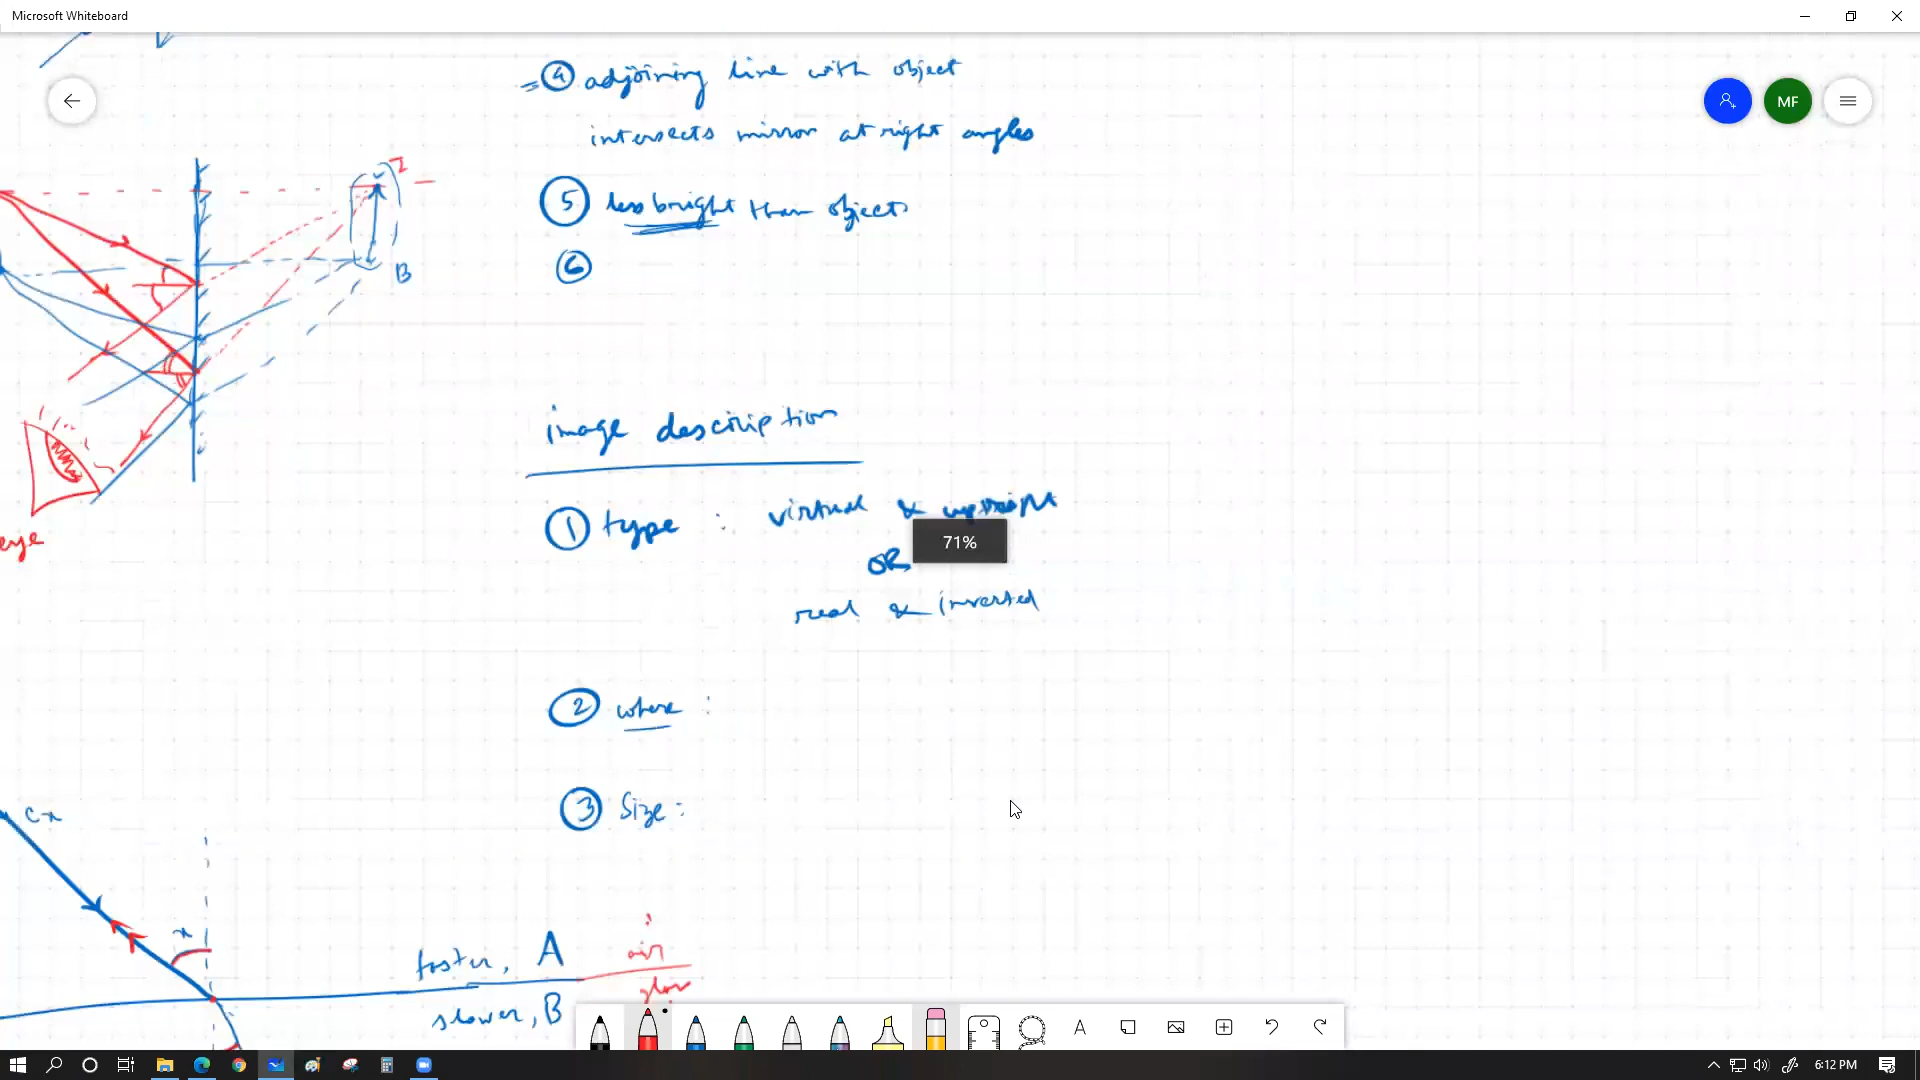 Microsoft Whiteboard
MF
④ adjoining line with object
intersects mirror at right angles
⑤ less bright than object
⑥
I
B
image description
① type : virtual & upright
71%
OR
real & inverted
eye
② where :
③ Size :
x
faster, A air
slower, B
A
6:12 PM